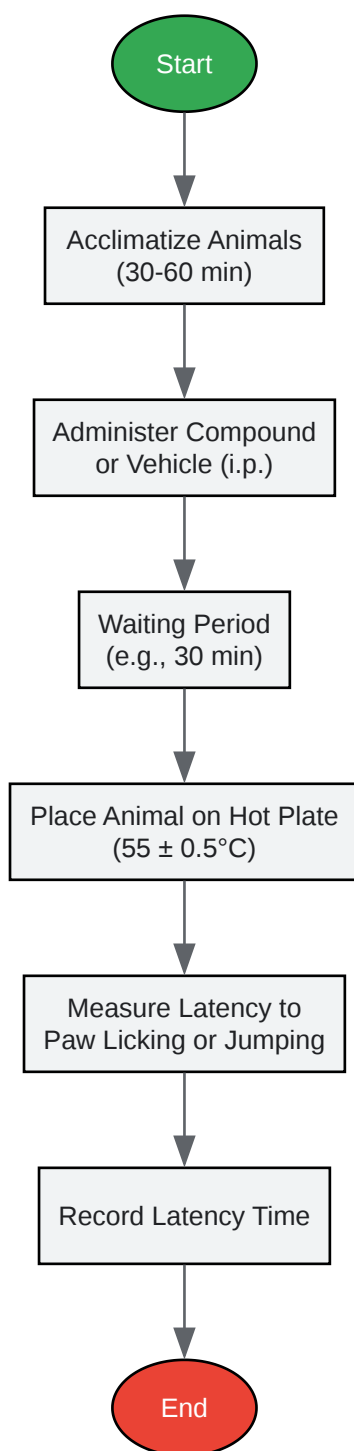 Start
Acclimatize Animals
(30-60 min)
Administer Compound
or Vehicle (i.p.)
Waiting Period
(e.g., 30 min)
Place Animal on Hot Plate
(55 ± 0.5°C)
Measure Latency to
Paw Licking or Jumping
Record Latency Time
End